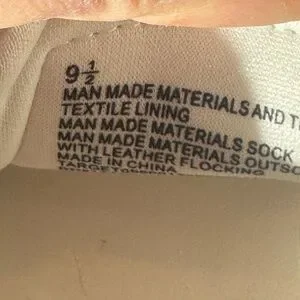 9 1/2
MAN MADE MATERIALS AND
TEXTILE LINING
MAN MADE MATERIALS SOCK
MAN MADE MATERIALS OUTSO
WITH LEATHER FLOCKING
MADE IN CHINA